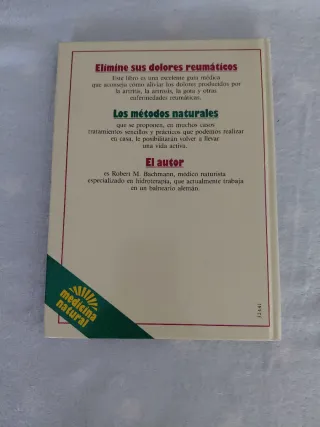 Elimine sus dolores reumáticos
Este libro es una excelente guía médica
que aconseja cómo aliviar los dolores producidos por
la artritis, la artrosis, la gota y otras
enfermedades reumáticas.
Los métodos naturales
que se proponen, en muchos casos
tratamientos sencillos y prácticos que podemos realizar
en casa, le posibilitarán volver a llevar
una vida activa.
El autor
es Robert M. Bachmann, médico naturista
especializado en hidroterapia, que actualmente trabaja
en un balneario alemán.
medicina
natural